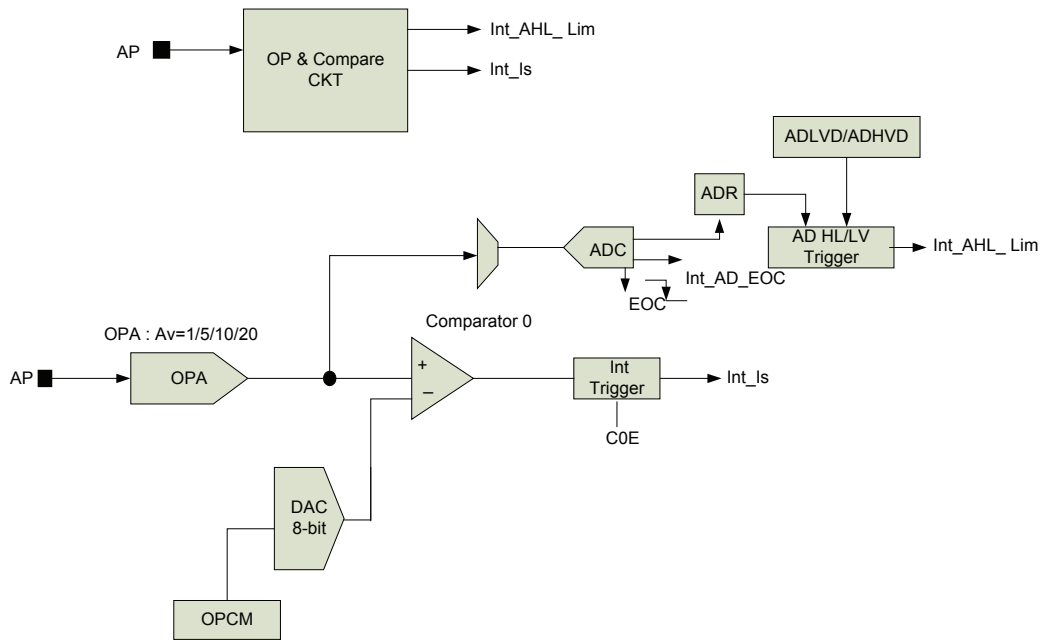 Int_AHL_ Lim
AP
OP & Compare
CKT
Int_Is
ADLVD/ADHVD
ADR
AD HL/LV
Trigger
Int_AHL_ Lim
ADC
Int_AD_EOC
EOC
Comparator 0
OPA : Av=1/5/10/20
AP
OPA
+
–
Int
Trigger
Int_Is
C0E
DAC
8-bit
OPCM